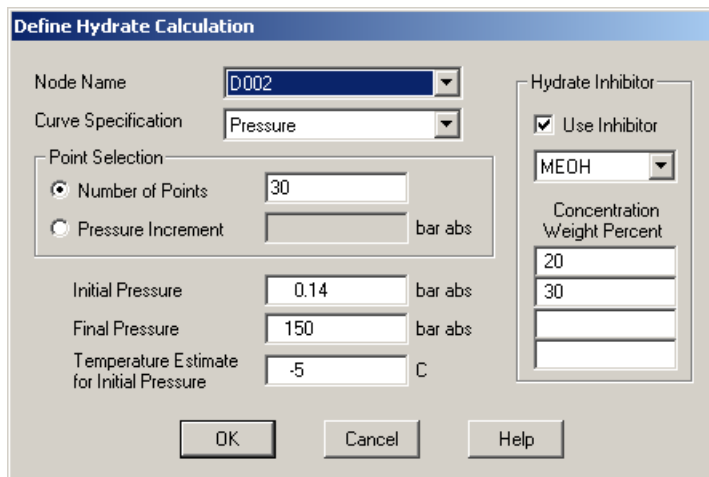 Define Hydrate Calculation
Node Name D002
Curve Specification Pressure
Point Selection
Number of Points 30
Pressure Increment bar abs
Initial Pressure 0.14 bar abs
Final Pressure 150 bar abs
Temperature Estimate
for Initial Pressure -5 C
Hydrate Inhibitor
Use Inhibitor
MEOH
Concentration
Weight Percent
20
30
OK Cancel Help